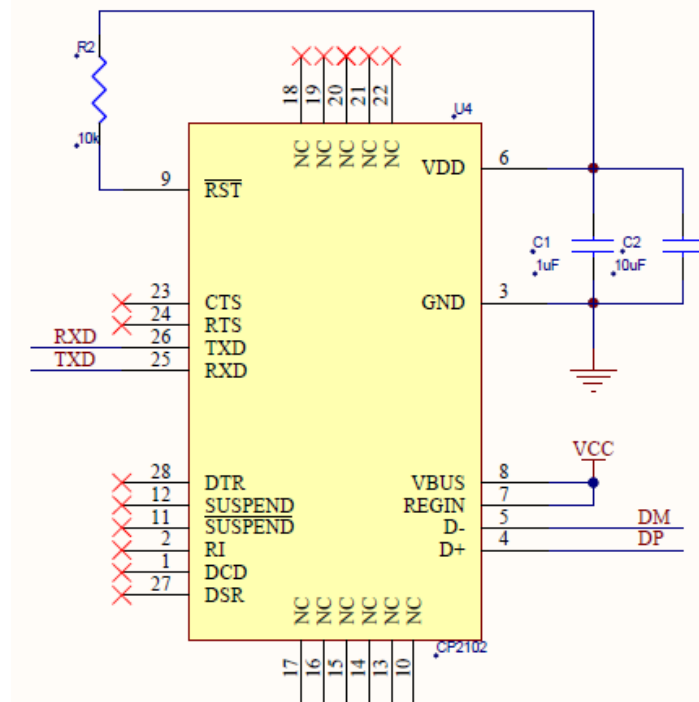 R2
10k
18 19 20 21 22
NC NC NC NC NC
U4
9 RST
VDD 6
C1
1uF
C2
10uF
23 CTS
24 RTS
GND 3
RXD 26 TXD
TXD 25 RXD
VCC
28 DTR
VBUS 8
12 SUSPEND
REGIN 7
11 SUSPEND
D- 5 DM
2 RI
D+ 4 DP
1 DCD
27 DSR
NC NC NC NC NC NC
17 16 15 14 13 10
CP2102